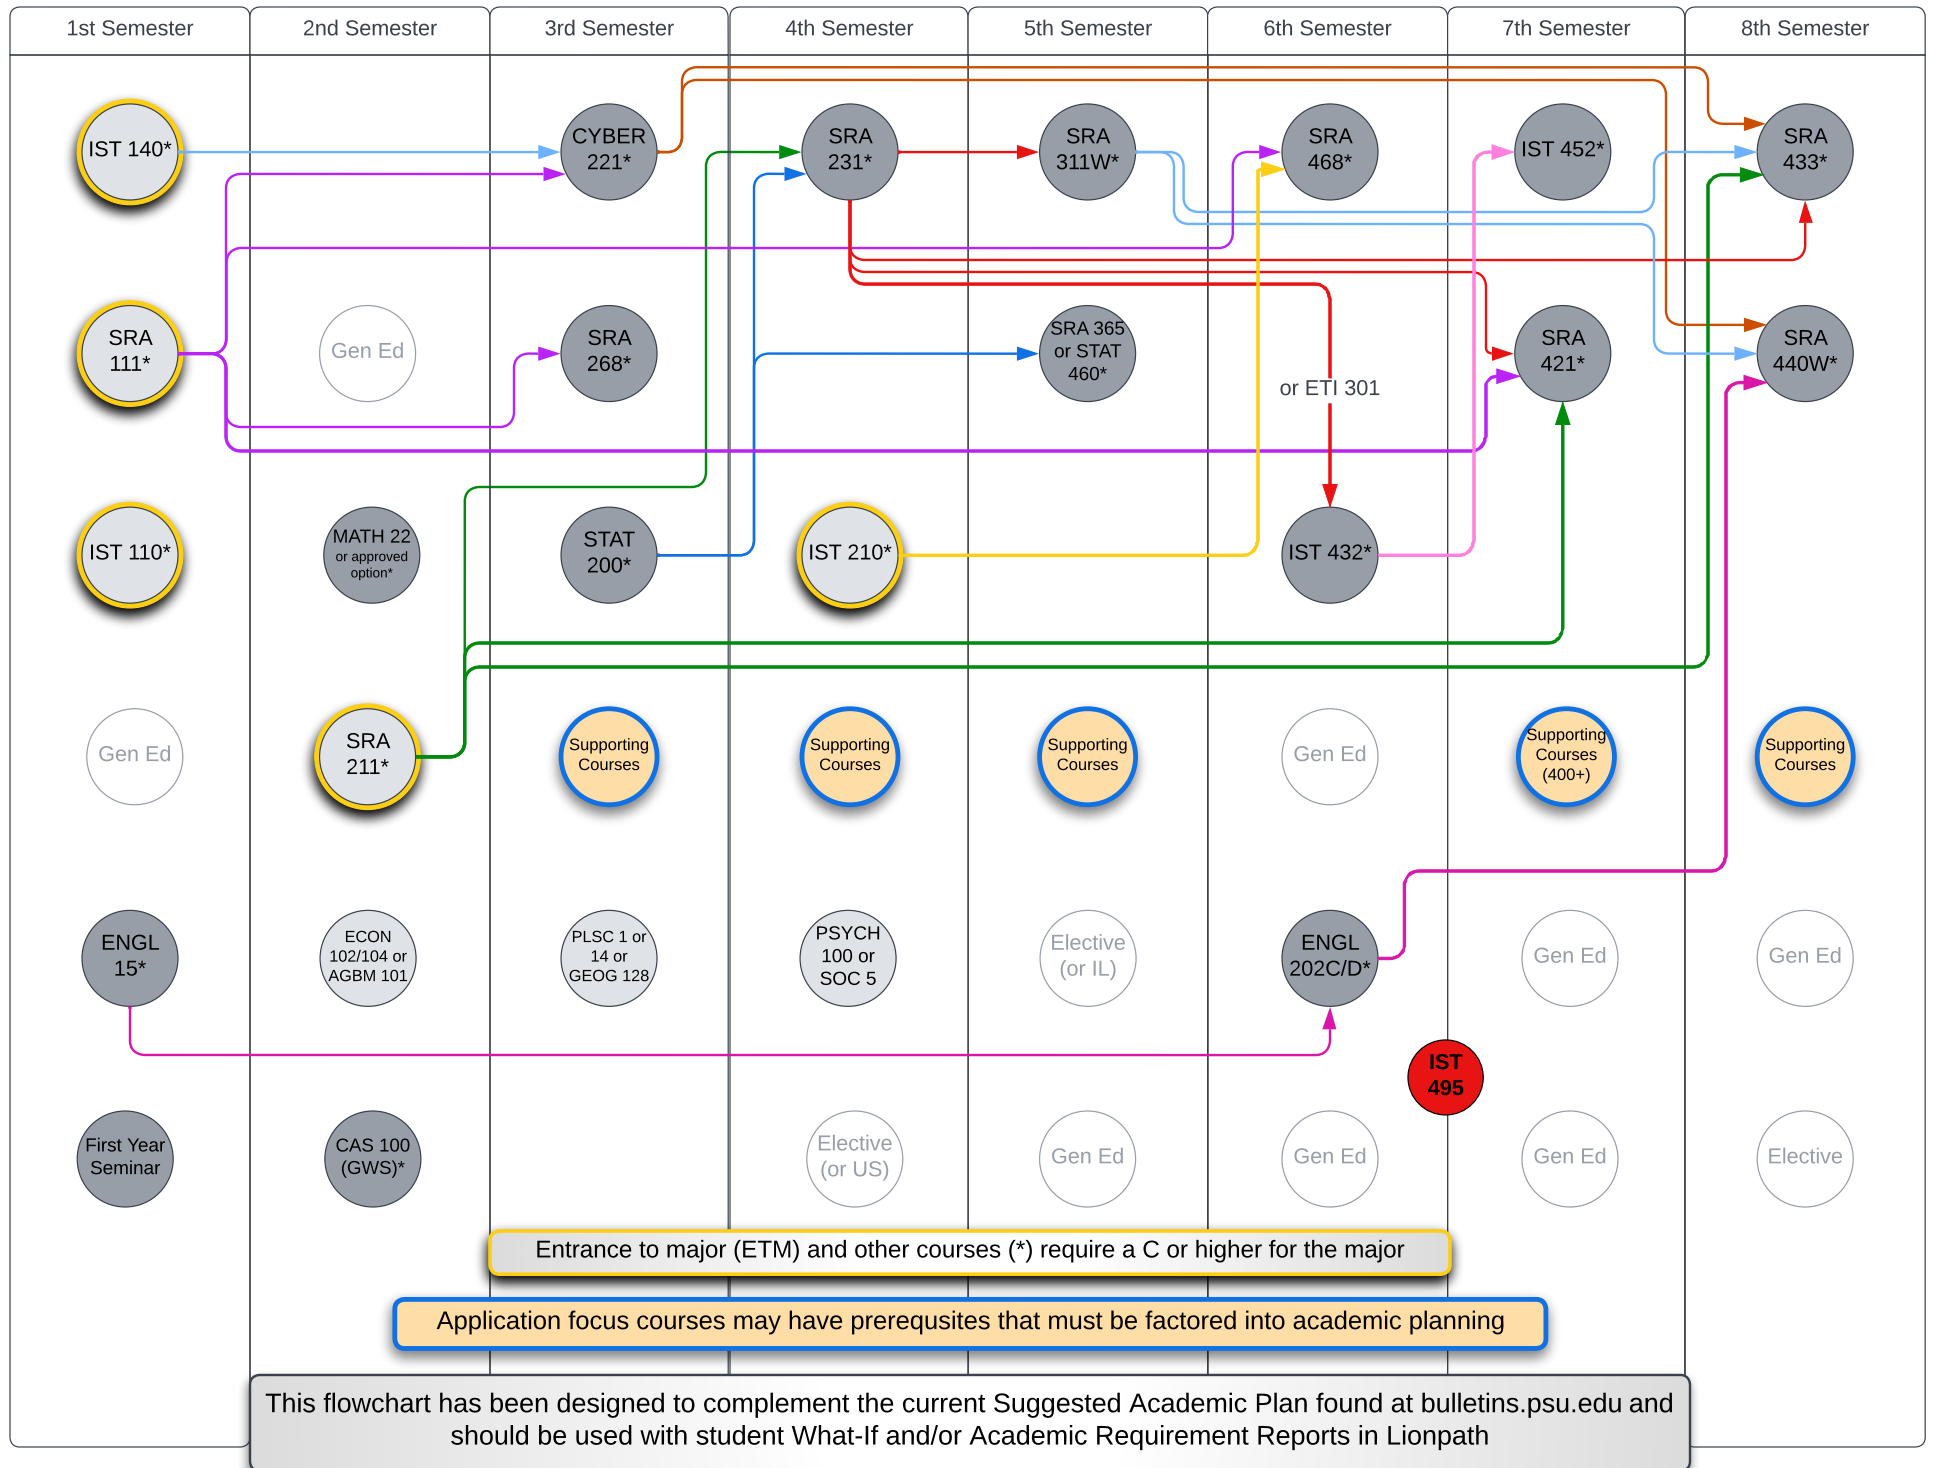 1st Semester
2nd Semester
3rd Semester
4th Semester
5th Semester
6th Semester
7th Semester
8th Semester
IST 140*
CYBER
221*
SRA
231*
SRA
311W*
SRA
468*
IST 452*
SRA
433*
SRA
111*
Gen Ed
SRA
268*
SRA 365
or STAT
460*
or ETI 301
SRA
421*
SRA
440W*
IST 110*
MATH 22
or approved
option*
STAT
200*
IST 210*
IST 432*
Gen Ed
SRA
211*
Supporting
Courses
Supporting
Courses
Supporting
Courses
Gen Ed
Supporting
Courses
(400+)
Supporting
Courses
ENGL
15*
ECON
102/104 or
AGBM 101
PLSC 1 or
14 or
GEOG 128
PSYCH
100 or
SOC 5
Elective
(or IL)
ENGL
202C/D*
Gen Ed
Gen Ed
IST
495
First Year
Seminar
CAS 100
(GWS)*
Elective
(or US)
Gen Ed
Gen Ed
Gen Ed
Elective
Entrance to major (ETM) and other courses (*) require a C or higher for the major
Application focus courses may have prerequsites that must be factored into academic planning
This flowchart has been designed to complement the current Suggested Academic Plan found at bulletins.psu.edu and
should be used with student What-If and/or Academic Requirement Reports in Lionpath